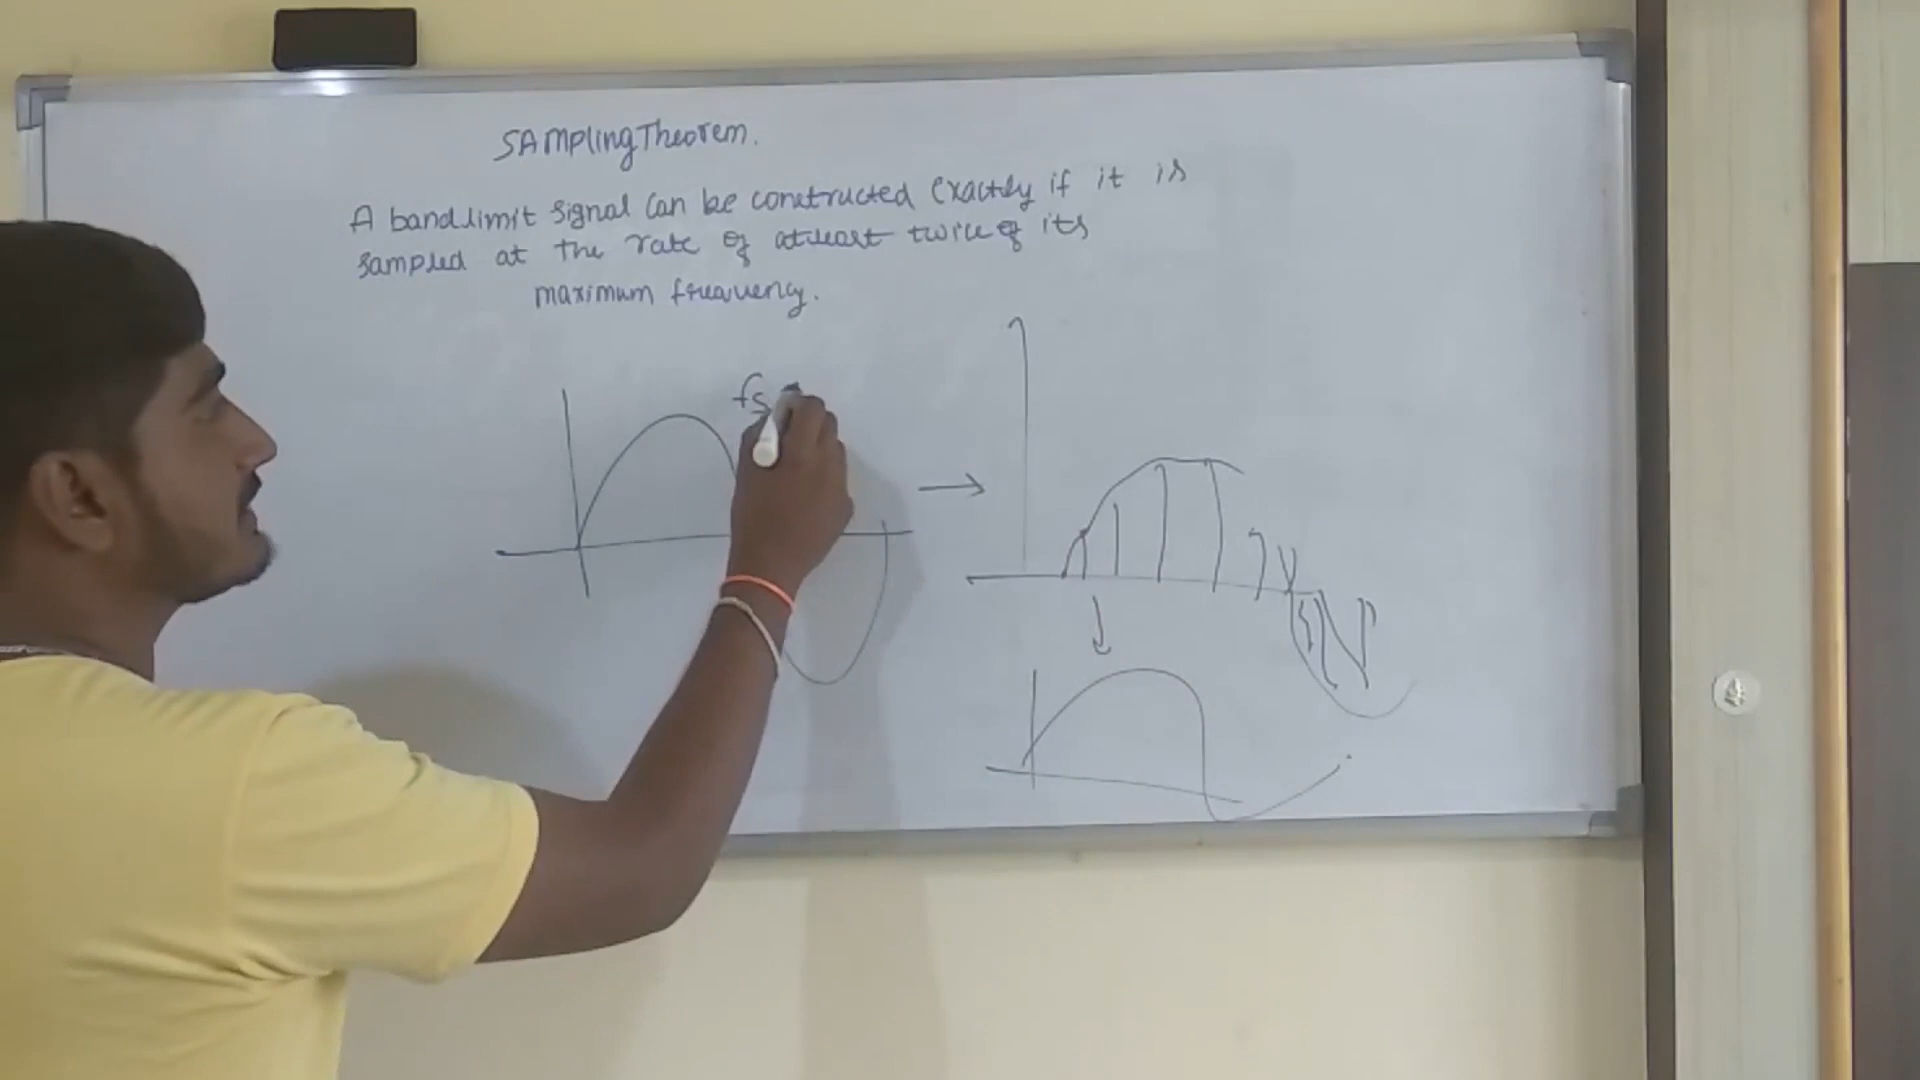 SAMPling Theorem.
A bandlimit signal can be constructed exactly if it is
sampled at the rate of atleast twice of its
maximum frequency.
fs